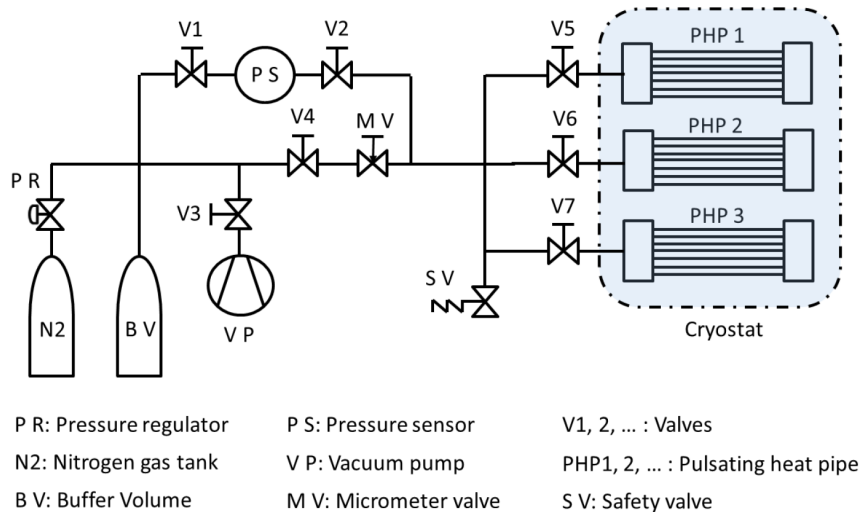 V1
V2
V5
PHP 1
P S
V4
M V
V6
PHP 2
P R
V3
V7
PHP 3
S V
N2
B V
V P
Cryostat
P R: Pressure regulator
P S: Pressure sensor
V1, 2, ... : Valves
N2: Nitrogen gas tank
V P: Vacuum pump
PHP1, 2, ... : Pulsating heat pipe
B V: Buffer Volume
M V: Micrometer valve
S V: Safety valve